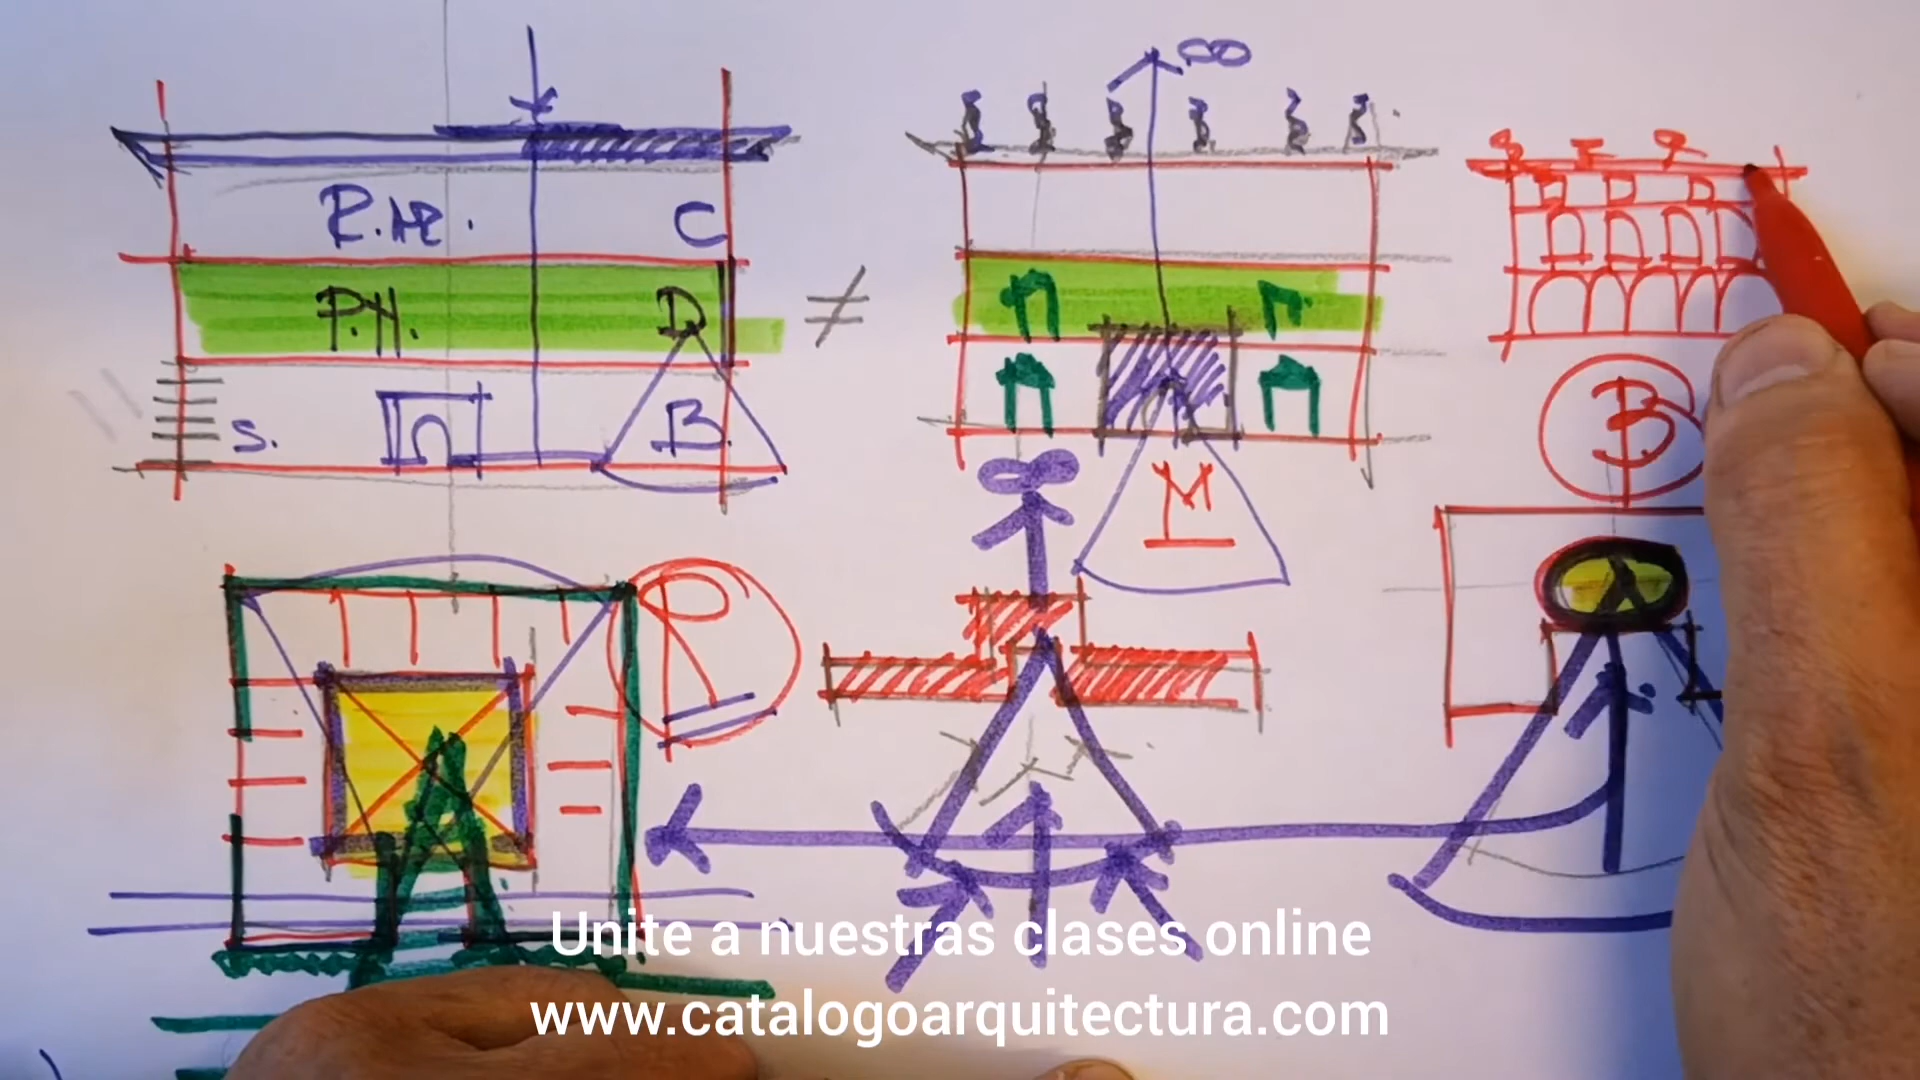 ∞
R.M.
C
P.N.
D
≠
S.
B
M
B
R
Unite a nuestras clases online
www.catalogoarquitectura.com